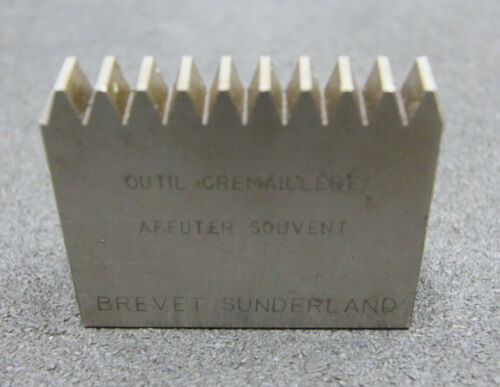 OUTIL CREMAILLERE
AFFUTER SOUVENT
BREVET SUNDERLAND